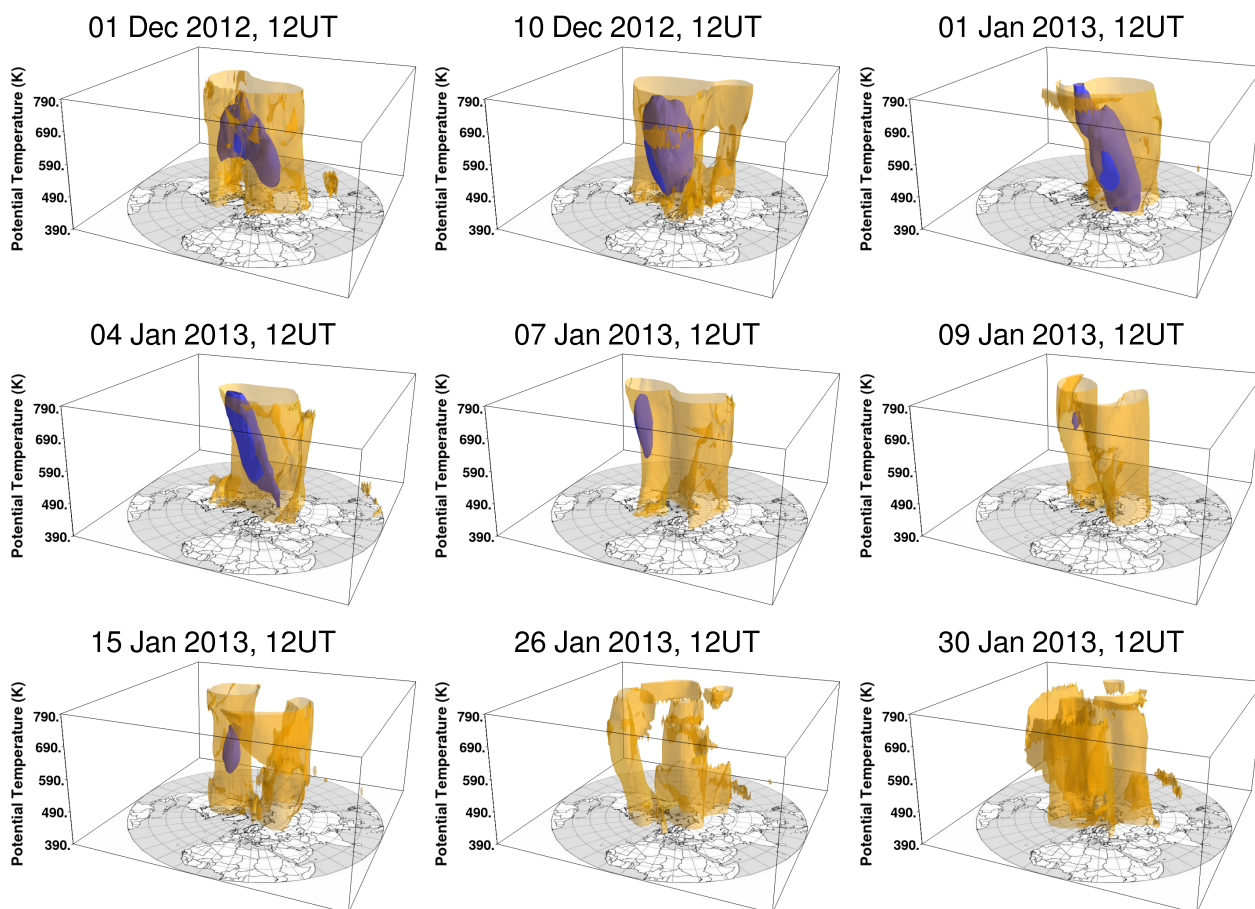 01 Dec 2012, 12UT
10 Dec 2012, 12UT
01 Jan 2013, 12UT
Potential Temperature (K)
790.
690.
590.
490.
390.
Potential Temperature (K)
790.
690.
590.
490.
390.
Potential Temperature (K)
790.
690.
590.
490.
390.
04 Jan 2013, 12UT
07 Jan 2013, 12UT
09 Jan 2013, 12UT
Potential Temperature (K)
790.
690.
590.
490.
390.
Potential Temperature (K)
790.
690.
590.
490.
390.
Potential Temperature (K)
790.
690.
590.
490.
390.
15 Jan 2013, 12UT
26 Jan 2013, 12UT
30 Jan 2013, 12UT
Potential Temperature (K)
790.
690.
590.
490.
390.
Potential Temperature (K)
790.
690.
590.
490.
390.
Potential Temperature (K)
790.
690.
590.
490.
390.